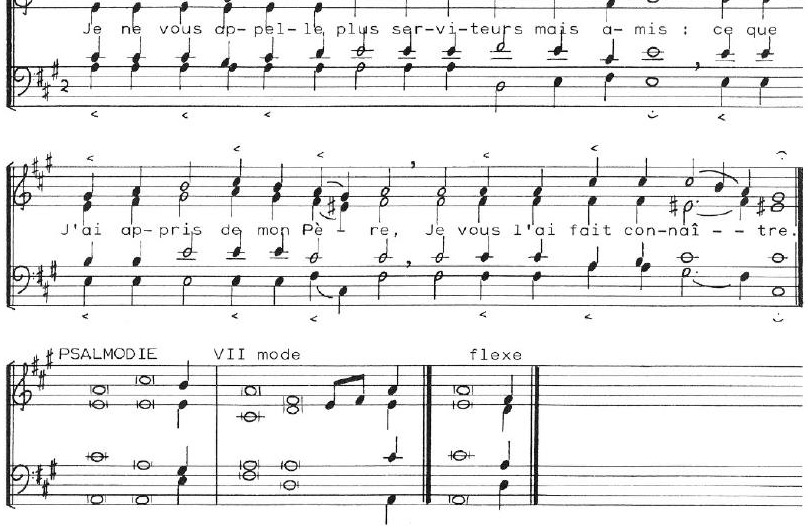 Je ne vous ap-pel-le plus ser-vi-teurs mais a-mis : ce que
2
J'ai ap-pris de mon Pè - re, Je vous l'ai fait con-naî - - tre.
PSALMODIE VII mode flexe